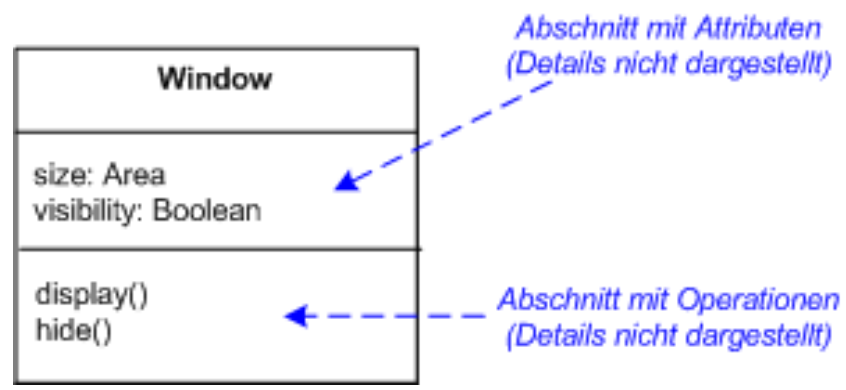 Abschnitt mit Attributen
(Details nicht dargestellt)
Window
size: Area
visibility: Boolean
display()
hide()
Abschnitt mit Operationen
(Details nicht dargestellt)